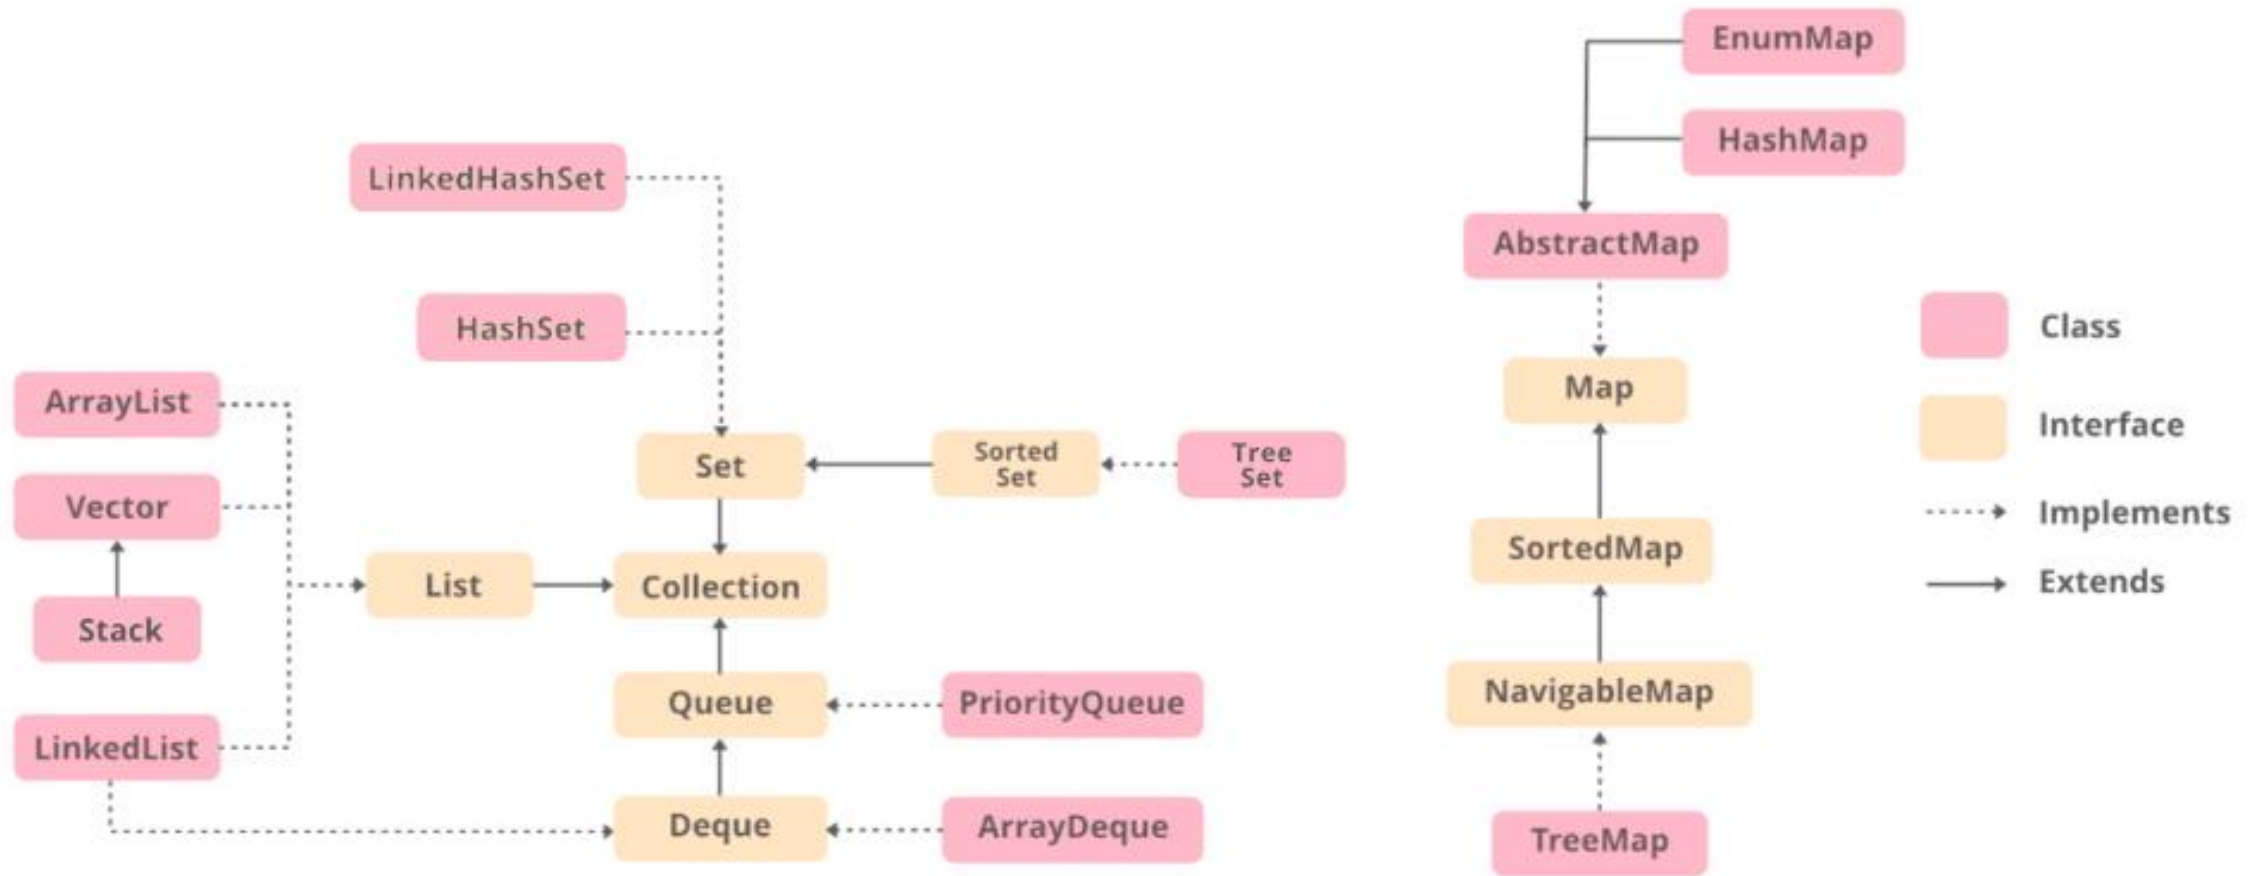 EnumMap
HashMap
LinkedHashSet
AbstractMap
HashSet
Class
Map
ArrayList
Interface
Set
Sorted
Set
Tree
Set
Vector
Implements
SortedMap
List
Collection
Extends
Stack
NavigableMap
Queue
PriorityQueue
LinkedList
Deque
ArrayDeque
TreeMap